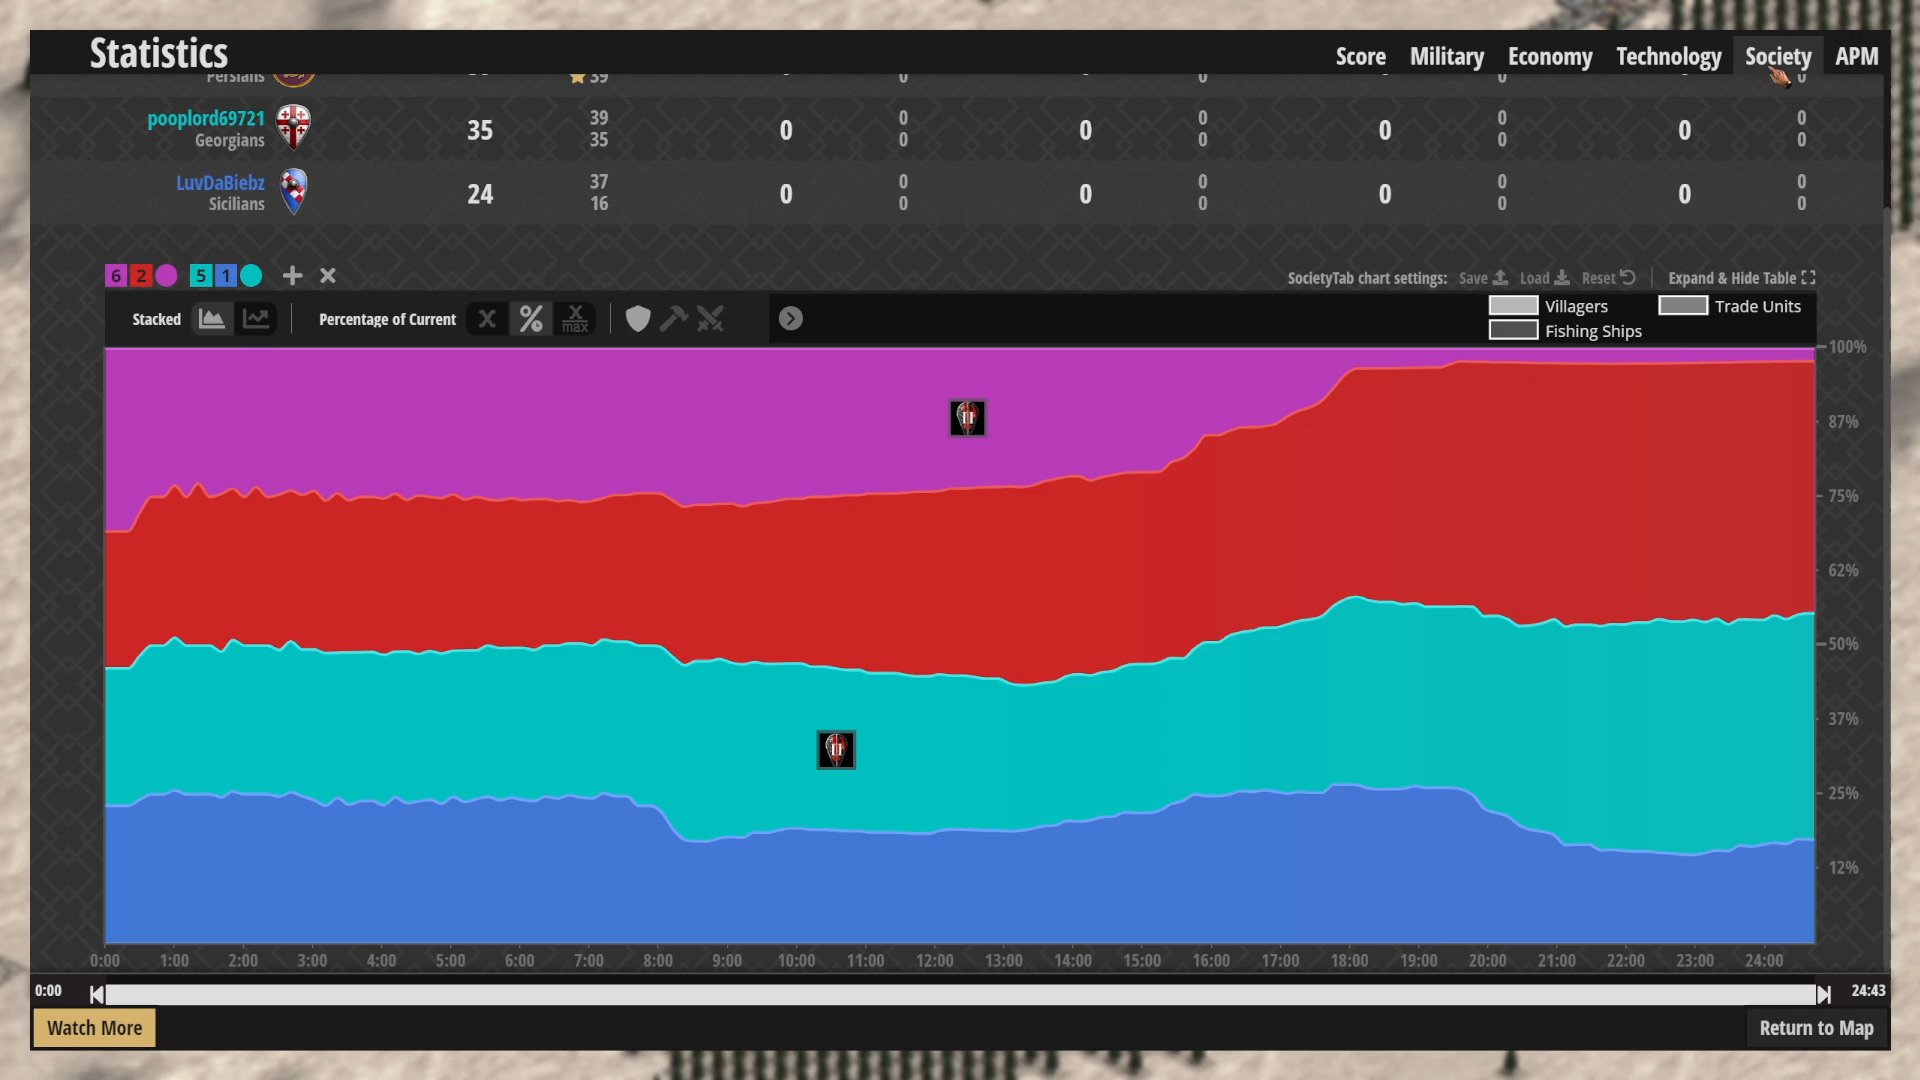 Statistics
Score Military Economy Technology Society APM
Persians 39 0 0 0 0
pooplord69721 35 39 0 0 0 0 0 0 0 0
Georgians 35 0 0 0 0
LuvDaBiebz 24 37 0 0 0 0 0 0 0 0
Sicilians 16 0 0 0 0
6 2 5 1 SocietyTab chart settings: Save Load Reset Expand & Hide Table
Stacked Percentage of Current X % X max
Villagers Trade Units
Fishing Ships
100%
87%
75%
62%
50%
37%
25%
12%
II
II
0:00 1:00 2:00 3:00 4:00 5:00 6:00 7:00 8:00 9:00 10:00 11:00 12:00 13:00 14:00 15:00 16:00 17:00 18:00 19:00 20:00 21:00 22:00 23:00 24:00
0:00 24:43
Watch More Return to Map